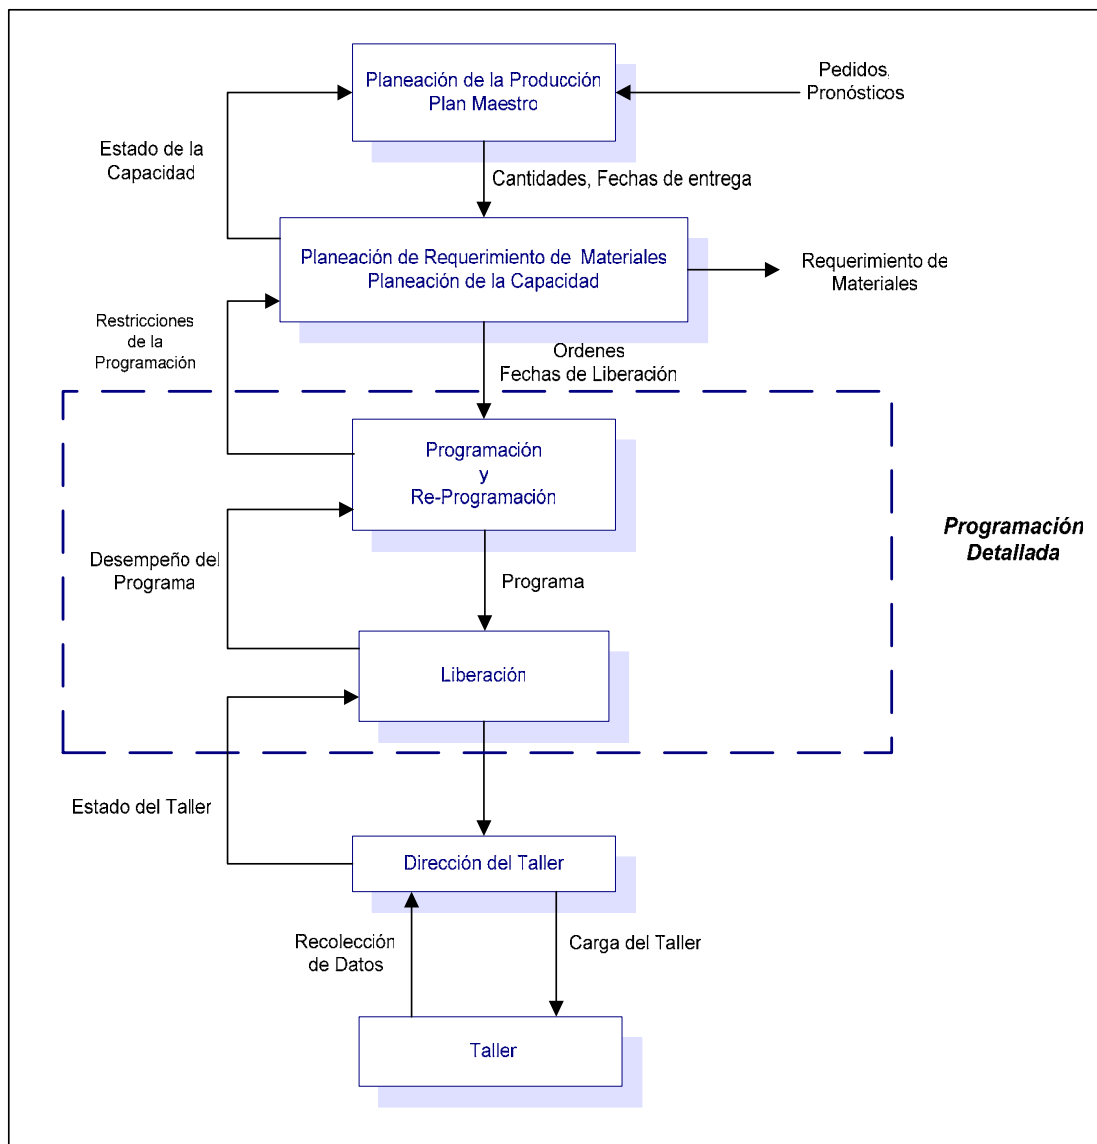 Planeación de la Producción
Plan Maestro
Pedidos,
Pronósticos
Estado de la
Capacidad
Cantidades, Fechas de entrega
Planeación de Requerimiento de Materiales
Planeación de la Capacidad
Requerimiento de
Materiales
Restricciones
de la
Programación
Ordenes
Fechas de Liberación
Programación
y
Re-Programación
Programación
Detallada
Desempeño del
Programa
Programa
Liberación
Estado del Taller
Dirección del Taller
Recolección
de Datos
Carga del Taller
Taller